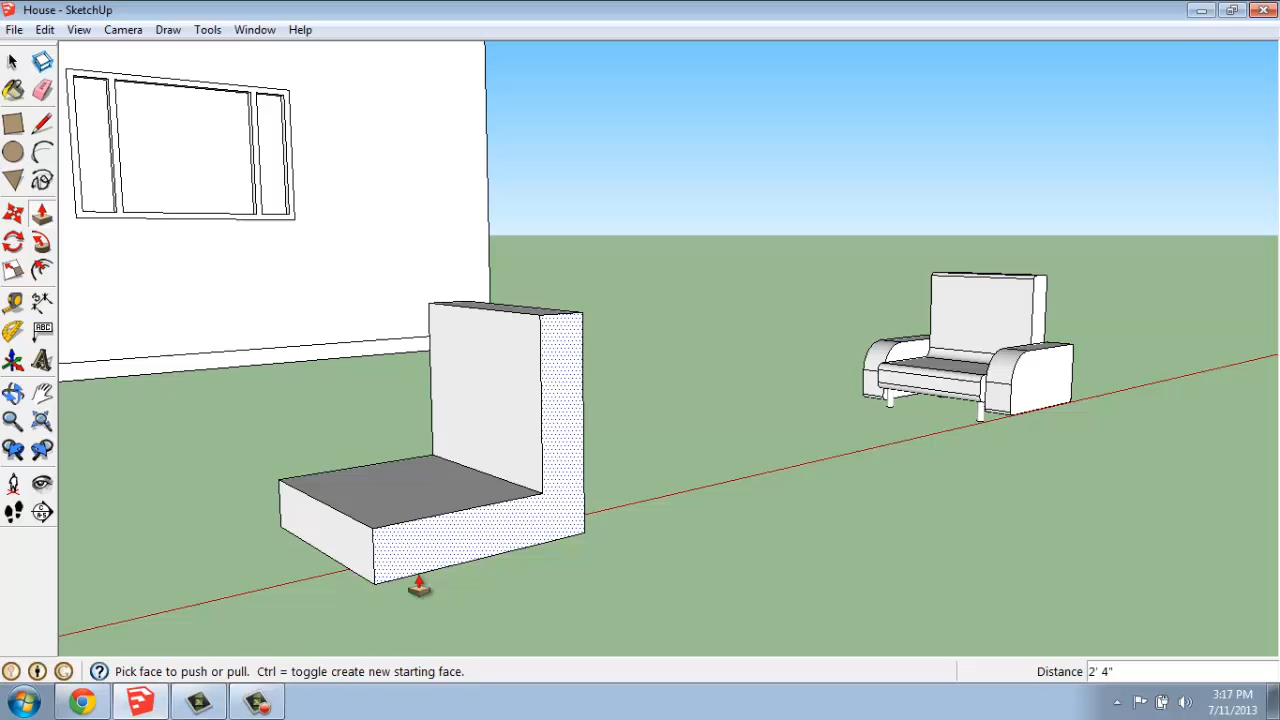 House - SketchUp
File Edit View Camera Draw Tools Window Help
ABC
Pick face to push or pull. Ctrl = toggle create new starting face.
Distance 2' 4"
3:17 PM
7/11/2013